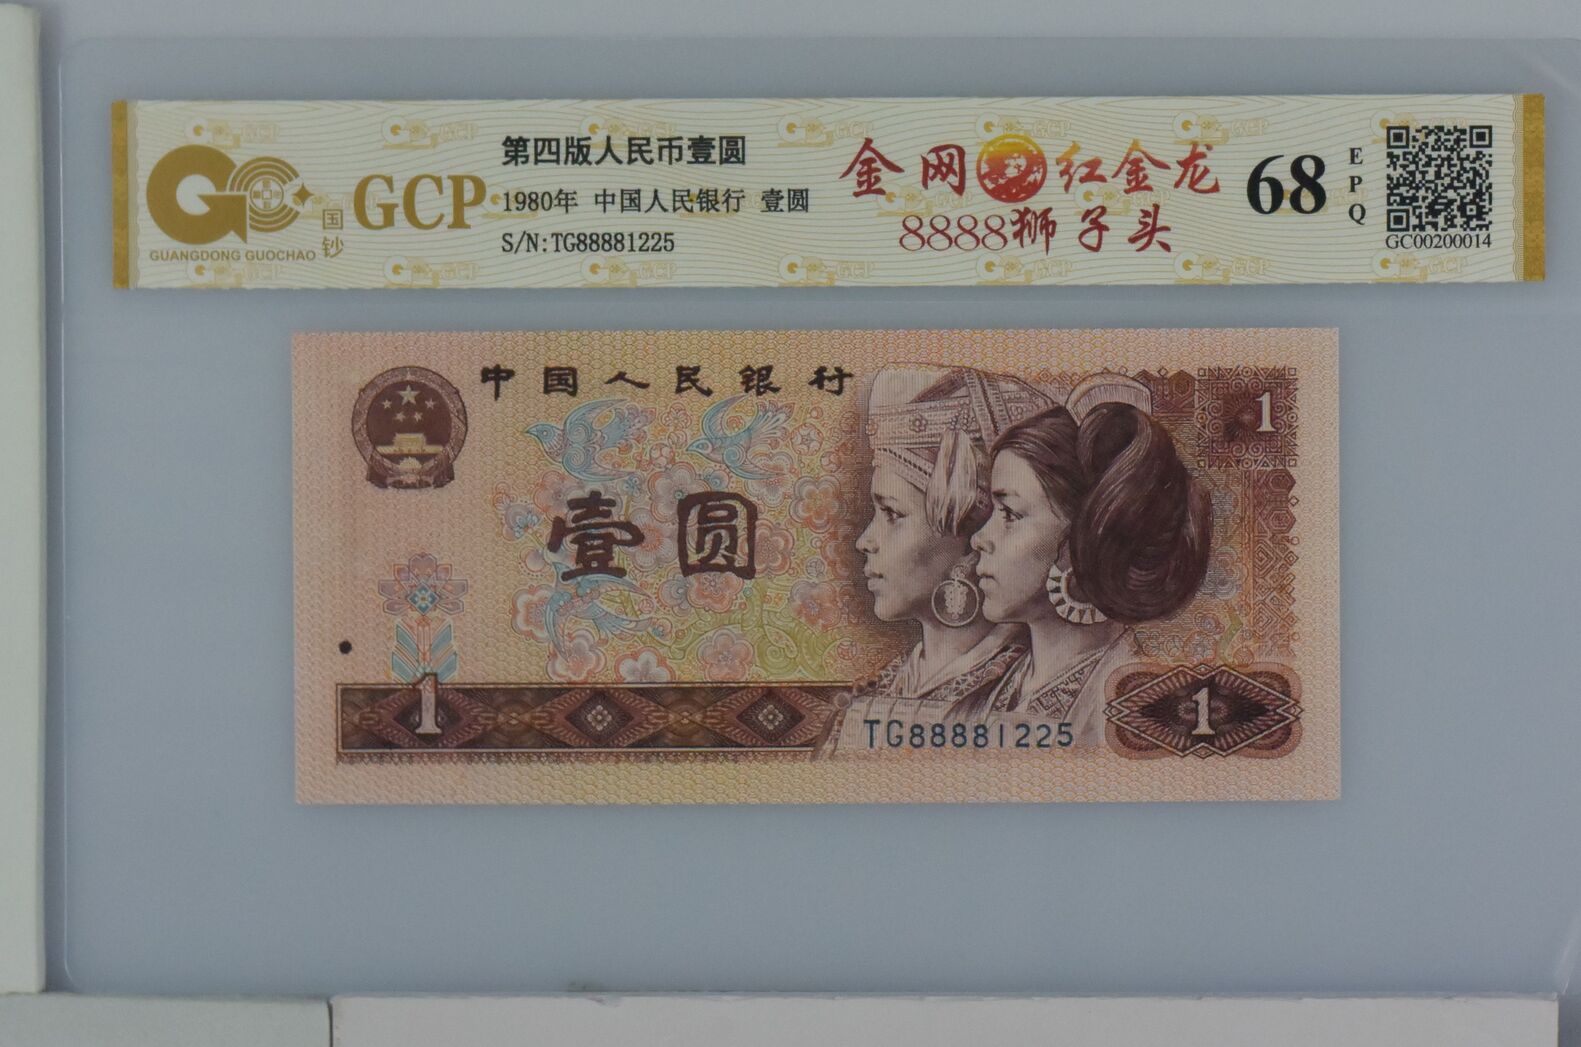 GUANGDONG GUOCHAO
国钞
GCP
第四版人民币壹圆
1980年 中国人民银行 壹圆
S/N:TG88881225
金网 红金龙
8888狮子头
68
EPQ
GC00200014
中国人民银行
1
壹圆
1
TG88881225
1